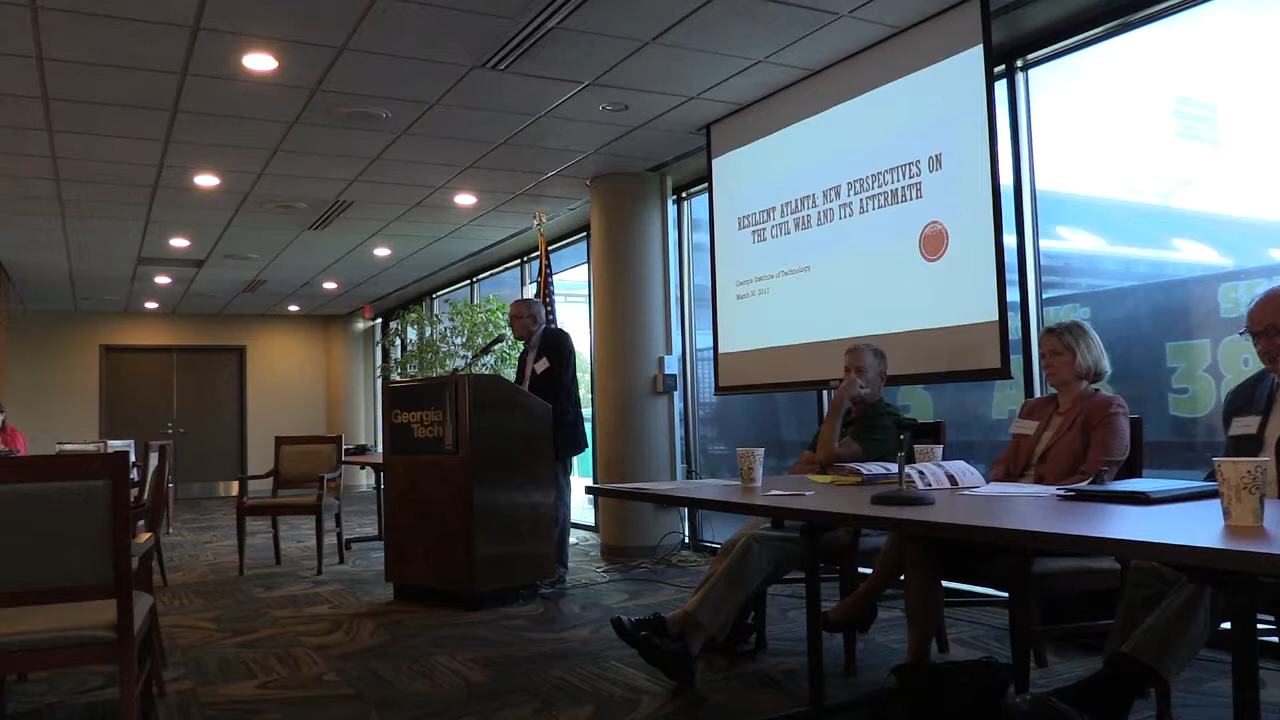 RESILIENT ATLANTA: NEW PERSPECTIVES ON
THE CIVIL WAR AND ITS AFTERMATH
Georgia Institute of Technology
March 30, 2017
Georgia
Tech
38